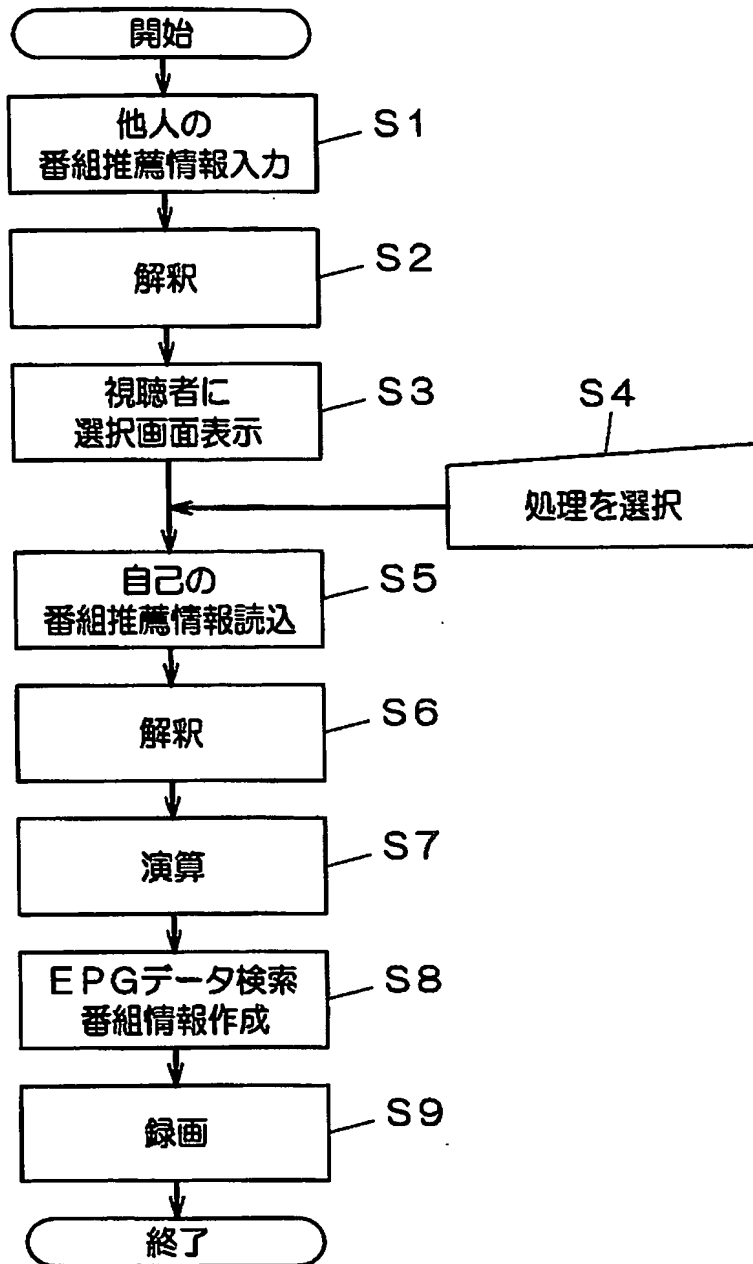 開始
他人の
番組推薦情報入力
S1
解釈
S2
視聴者に
選択画面表示
S3
S4
処理を選択
自己の
番組推薦情報読込
S5
解釈
S6
演算
S7
EPGデータ検索
番組情報作成
S8
録画
S9
終了